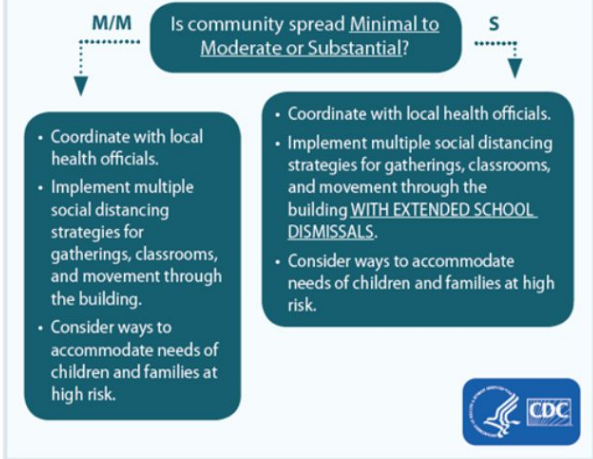 M/M
Is community spread Minimal to
Moderate or Substantial?
S
• Coordinate with local
health officials.
• Implement multiple
social distancing
strategies for
gatherings, classrooms,
and movement through
the building.
• Consider ways to
accommodate needs of
children and families at
high risk.
• Coordinate with local health officials.
• Implement multiple social distancing
strategies for gatherings, classrooms,
and movement through the
building WITH EXTENDED SCHOOL
DISMISSALS.
• Consider ways to accommodate
needs of children and families at high
risk.
CDC